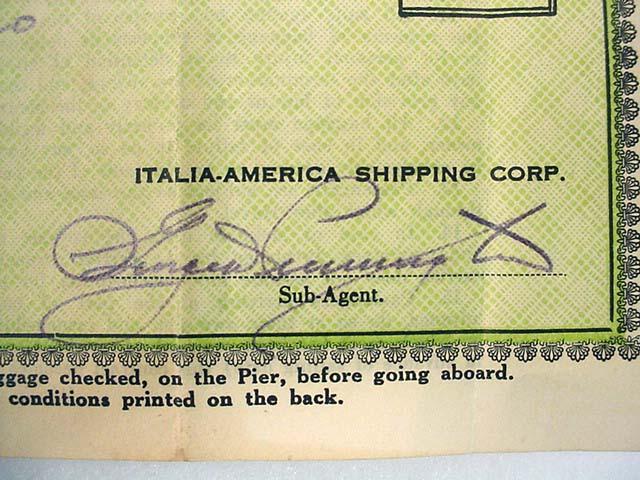 ITALIA-AMERICA SHIPPING CORP.
Sub-Agent.
ggage checked, on the Pier, before going aboard.
conditions printed on the back.